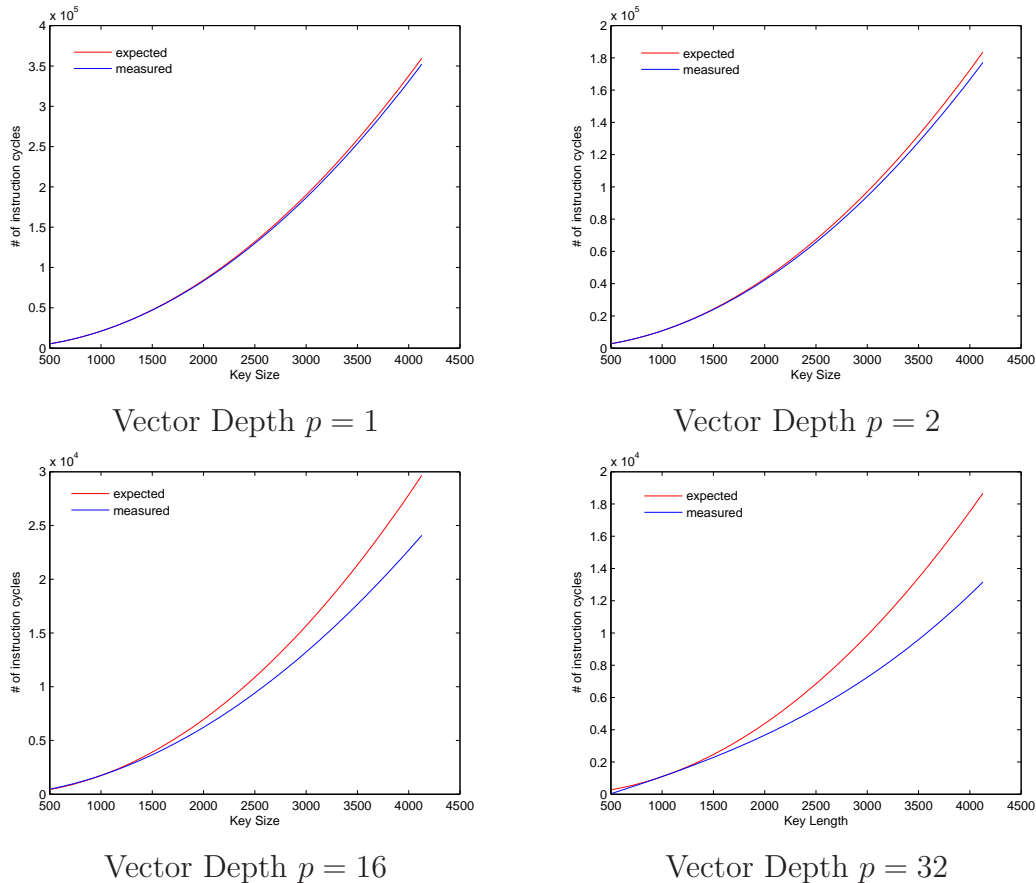 x 10^5
4
3.5
3
2.5
2
1.5
1
0.5
0
# of instruction cycles
expected
measured
500 1000 1500 2000 2500 3000 3500 4000 4500
Key Size
Vector Depth p = 1
x 10^5
2
1.8
1.6
1.4
1.2
1
0.8
0.6
0.4
0.2
0
# of instruction cycles
expected
measured
500 1000 1500 2000 2500 3000 3500 4000 4500
Key Size
Vector Depth p = 2
x 10^4
3
2.5
2
1.5
1
0.5
0
# of instruction cycles
expected
measured
500 1000 1500 2000 2500 3000 3500 4000 4500
Key Size
Vector Depth p = 16
x 10^4
2
1.8
1.6
1.4
1.2
1
0.8
0.6
0.4
0.2
0
# of instruction cycles
expected
measured
500 1000 1500 2000 2500 3000 3500 4000 4500
Key Length
Vector Depth p = 32